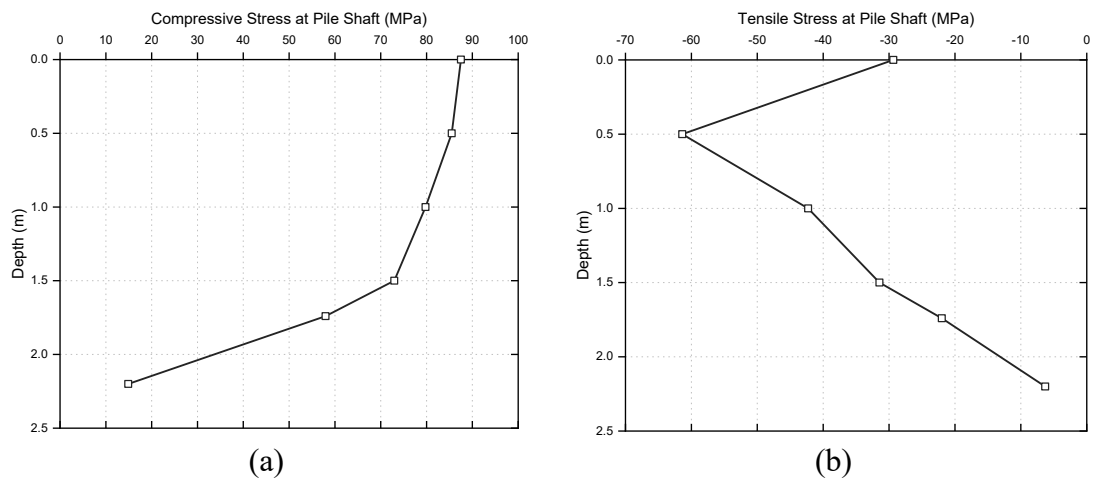 Compressive Stress at Pile Shaft (MPa)
0 10 20 30 40 50 60 70 80 90 100
0.0
0.5
1.0
1.5
2.0
2.5
Depth (m)
(a)
Tensile Stress at Pile Shaft (MPa)
-70 -60 -50 -40 -30 -20 -10 0
0.0
0.5
1.0
1.5
2.0
2.5
Depth (m)
(b)